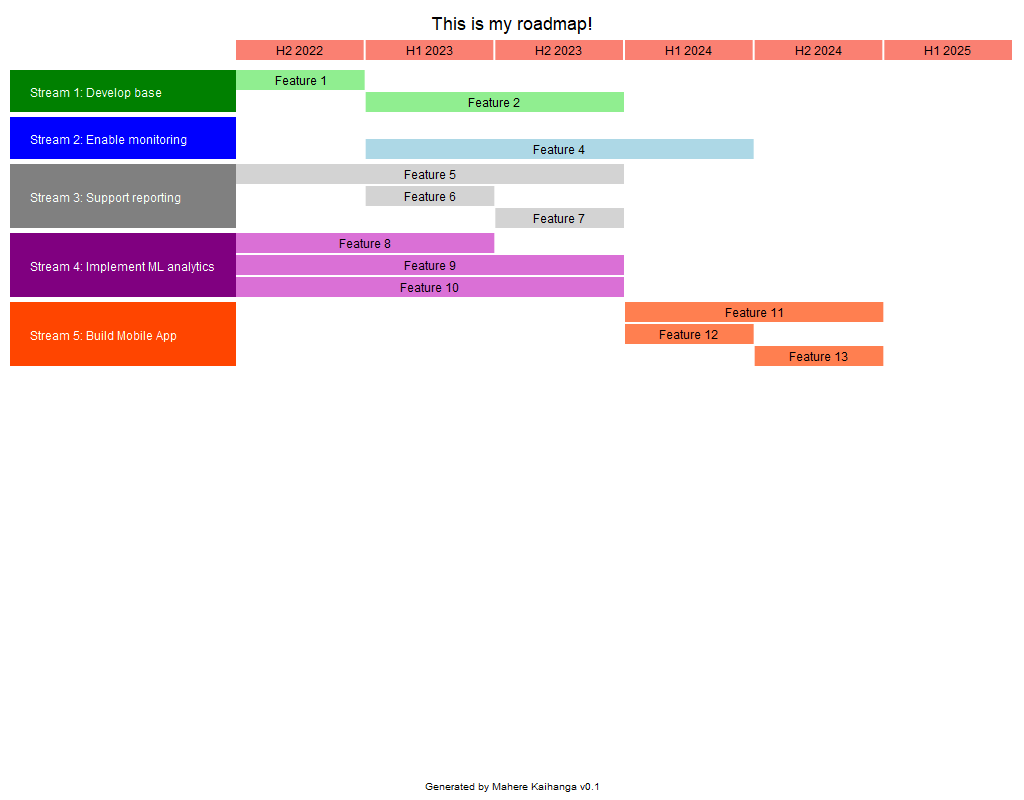 This is my roadmap!
H2 2022 H1 2023 H2 2023 H1 2024 H2 2024 H1 2025
Stream 1: Develop base
Feature 1
Feature 2
Stream 2: Enable monitoring
Feature 4
Stream 3: Support reporting
Feature 5
Feature 6
Feature 7
Stream 4: Implement ML analytics
Feature 8
Feature 9
Feature 10
Stream 5: Build Mobile App
Feature 11
Feature 12
Feature 13
Generated by Mahere Kaihanga v0.1